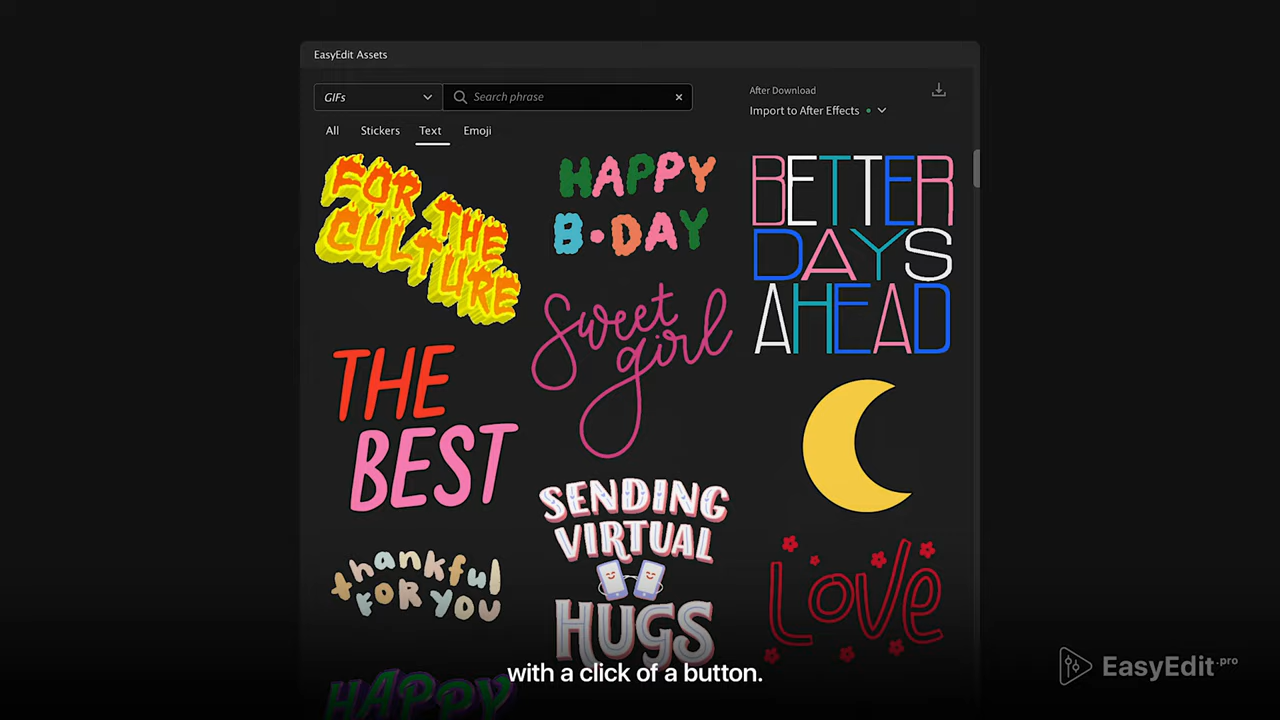 EasyEdit Assets
GIFs
Search phrase
After Download
Import to After Effects
All
Stickers
Text
Emoji
FOR THE
CULTURE
HAPPY
B•DAY
BETTER
DAYS
AHEAD
Sweet
girl
THE
BEST
SENDING
VIRTUAL
HUGS
thankful
FOR YOU
LOVe
HAPPY
with a click of a button.
EasyEdit.pro